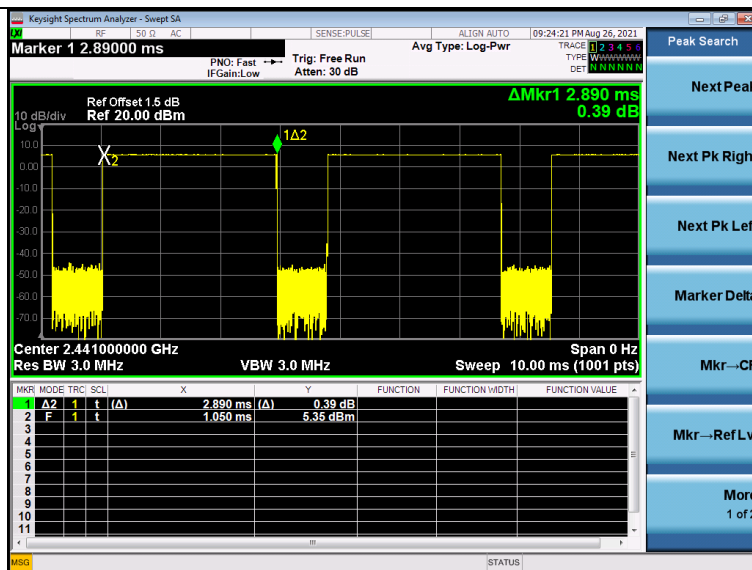 Keysight Spectrum Analyzer - Swept SA
LXI RF 50 Ω AC SENSE:PULSE ALIGN AUTO 09:24:21 PM Aug 26, 2021
Marker 1 2.89000 ms
PNO: Fast Trig: Free Run Avg Type: Log-Pwr TRACE 1 2 3 4 5 6
IFGain:Low Atten: 30 dB TYPE WWWWWWW
DET N N N N N N
Peak Search
ΔMkr1 2.890 ms
0.39 dB
Ref Offset 1.5 dB
10 dB/div Ref 20.00 dBm
Log
1Δ2
10.0
X2
0.00
-10.0
-20.0
-30.0
-40.0
-50.0
-60.0
-70.0
Center 2.441000000 GHz Span 0 Hz
Res BW 3.0 MHz VBW 3.0 MHz Sweep 10.00 ms (1001 pts)
MKR MODE TRC SCL X Y FUNCTION FUNCTION WIDTH FUNCTION VALUE
1 Δ2 1 t (Δ) 2.890 ms (Δ) 0.39 dB
2 F 1 t 1.050 ms 5.35 dBm
3
4
5
6
7
8
9
10
11
MSG STATUS
Next Peak
Next Pk Righ
Next Pk Lef
Marker Delta
Mkr→CF
Mkr→Ref Lv
More
1 of 2